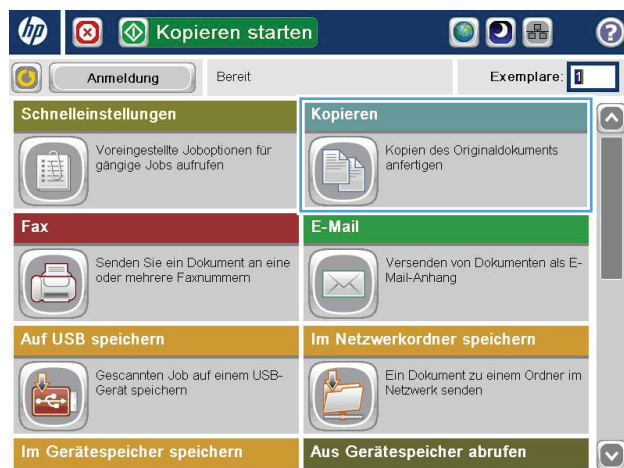 hp
Kopieren starten
?
Anmeldung
Bereit
Exemplare: 1
Schnelleinstellungen
Voreingestellte Joboptionen für
gängige Jobs aufrufen
Kopieren
Kopien des Originaldokuments
anfertigen
Fax
Senden Sie ein Dokument an eine
oder mehrere Faxnummern
E-Mail
Versenden von Dokumenten als E-
Mail-Anhang
Auf USB speichern
Gescannten Job auf einem USB-
Gerät speichern
Im Netzwerkordner speichern
Ein Dokument zu einem Ordner im
Netzwerk senden
Im Gerätespeicher speichern
Aus Gerätespeicher abrufen